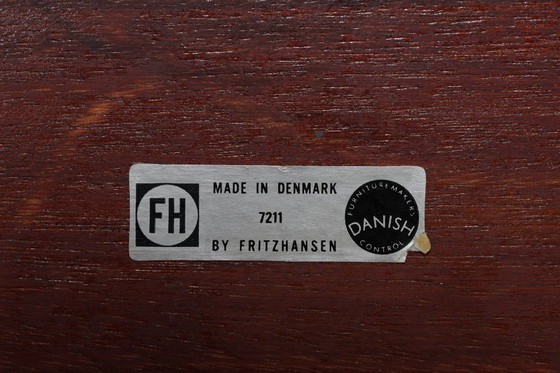 FH
MADE IN DENMARK
7211
BY FRITZHANSEN
FURNITUREMAKERS
DANISH
CONTROL